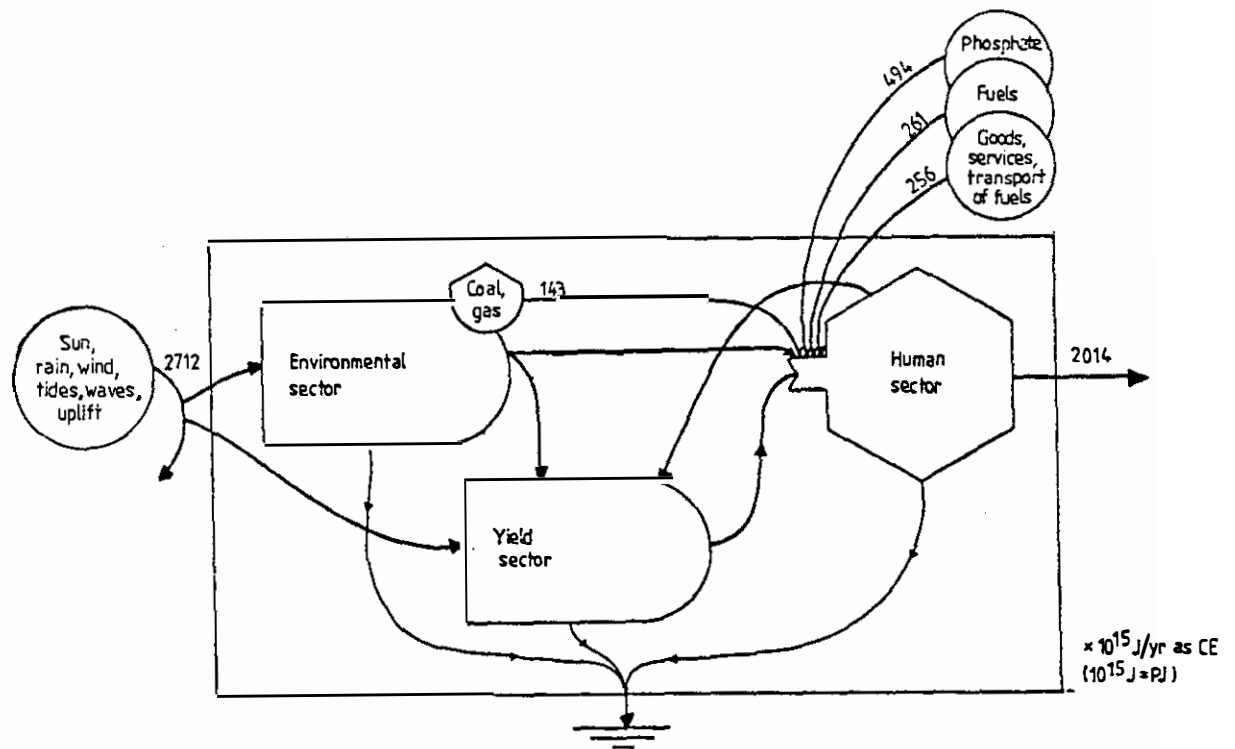 Phosphate
494
Fuels
261
Goods,
services,
transport
of fuels
256
Coal,
gas
143
Sun,
rain, wind,
tides, waves,
uplift
2712
Environmental
sector
Human
sector
2014
Yield
sector
× 10¹⁵ J/yr as CE
(10¹⁵ J = PJ)